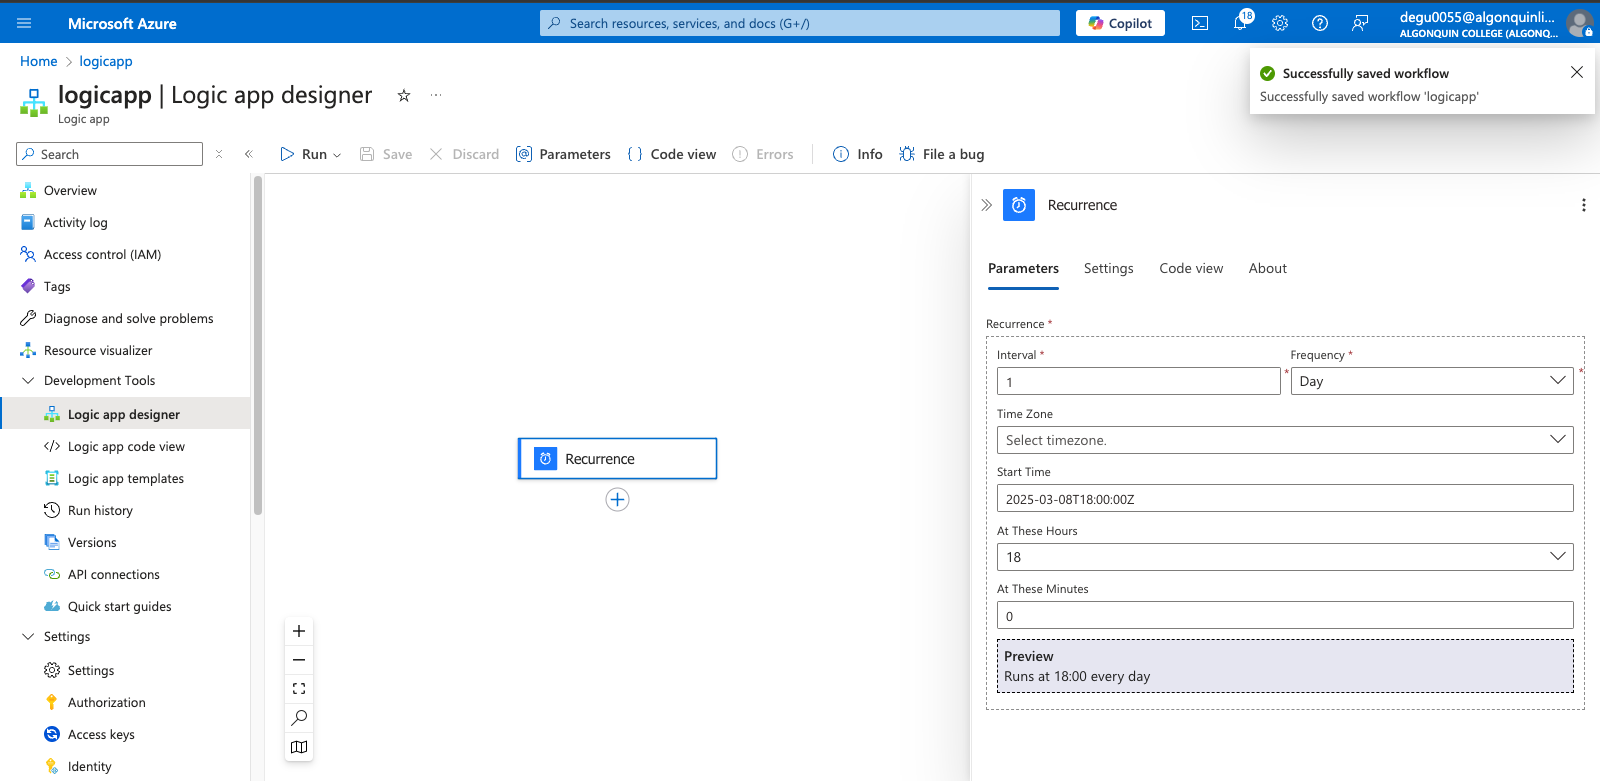 Microsoft Azure
Search resources, services, and docs (G+/)
Copilot
18
degu0055@algonquinli...
ALGONQUIN COLLEGE (ALGONQ...
Home > logicapp
logicapp | Logic app designer
Logic app
Successfully saved workflow
Successfully saved workflow 'logicapp'
Search
Run
Save
Discard
Parameters
Code view
Errors
Info
File a bug
Overview
Activity log
Access control (IAM)
Tags
Diagnose and solve problems
Resource visualizer
Development Tools
Logic app designer
Logic app code view
Logic app templates
Run history
Versions
API connections
Quick start guides
Settings
Settings
Authorization
Access keys
Identity
Recurrence
Recurrence
Parameters
Settings
Code view
About
Recurrence *
Interval *
Frequency *
1 *
Day *
Time Zone
Select timezone.
Start Time
2025-03-08T18:00:00Z
At These Hours
18
At These Minutes
0
Preview
Runs at 18:00 every day